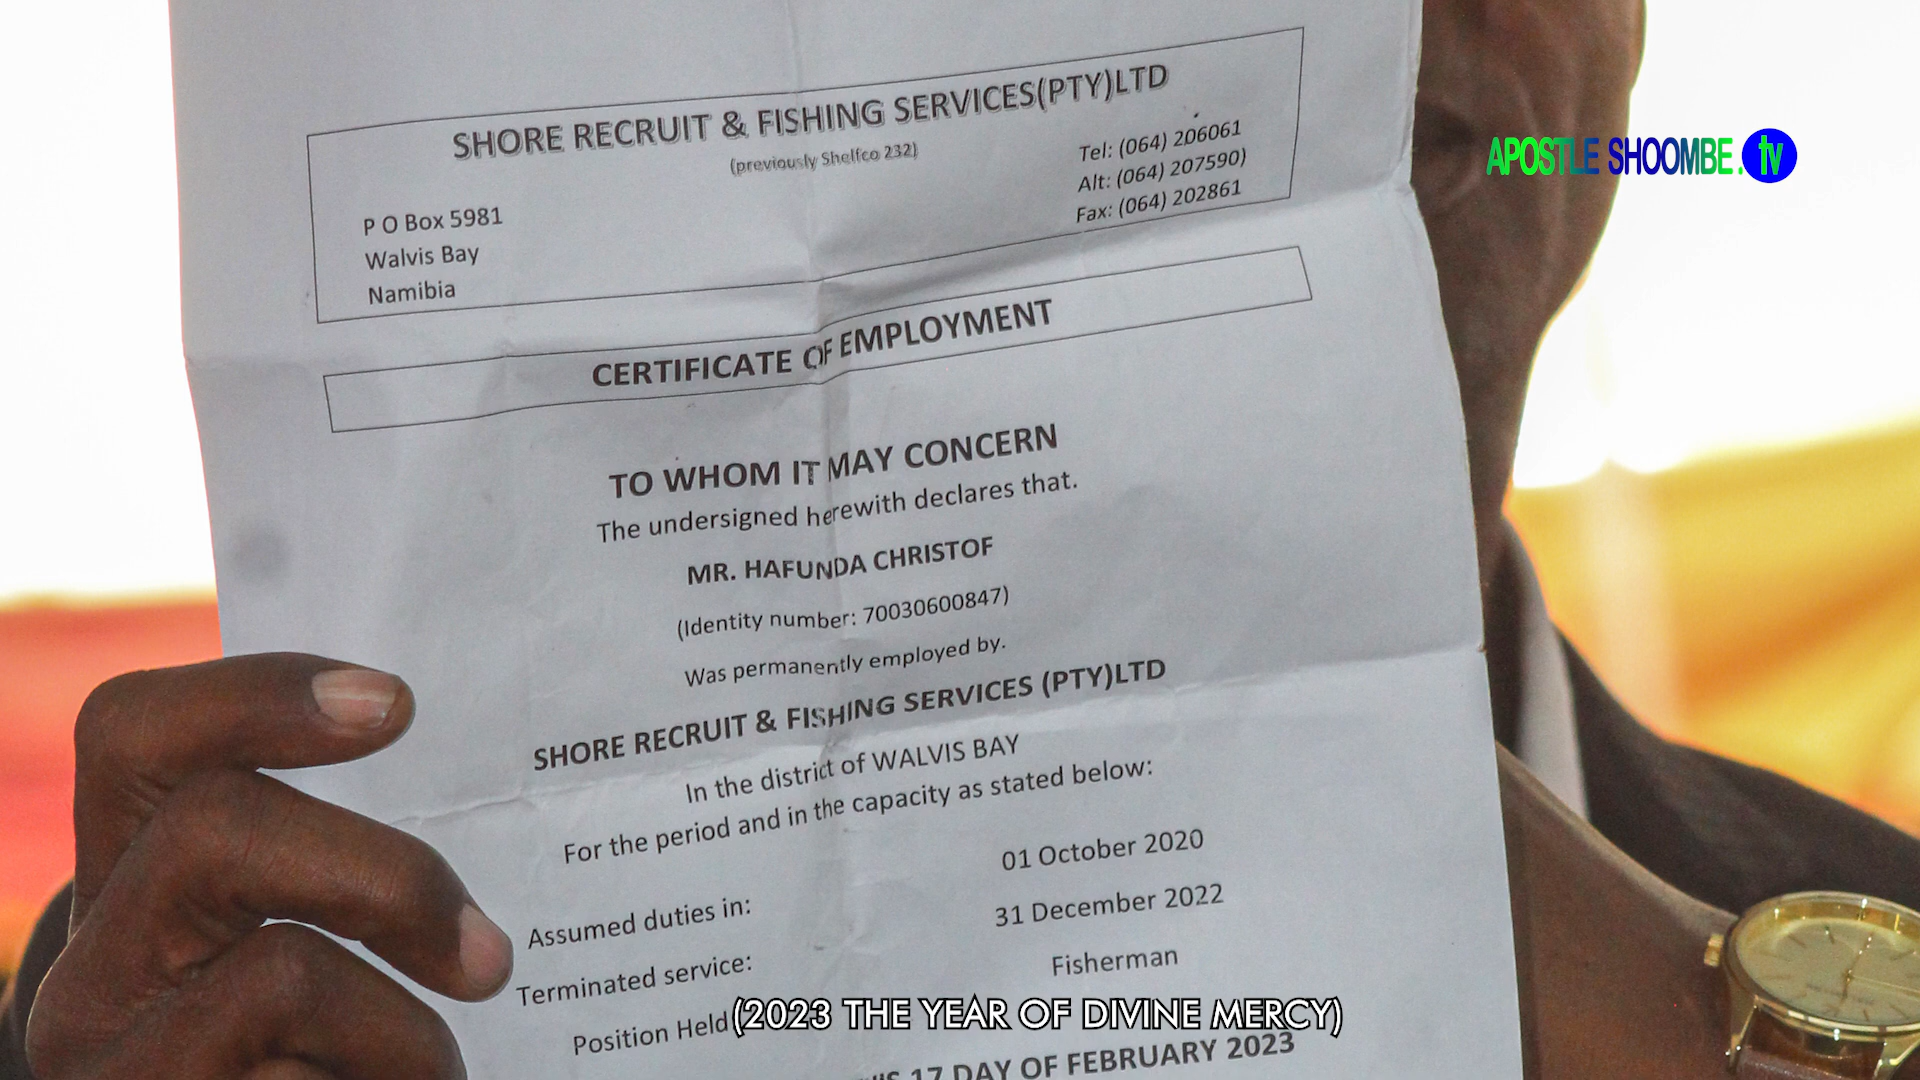 SHORE RECRUIT & FISHING SERVICES(PTY)LTD
(previously Shelfco 232)
Tel: (064) 206061
Alt: (064) 207590)
Fax: (064) 202861
P O Box 5981
Walvis Bay
Namibia
CERTIFICATE OF EMPLOYMENT
TO WHOM IT MAY CONCERN
The undersigned herewith declares that.
MR. HAFUNDA CHRISTOF
(Identity number: 70030600847)
Was permanently employed by.
SHORE RECRUIT & FISHING SERVICES (PTY)LTD
In the district of WALVIS BAY
For the period and in the capacity as stated below:
Assumed duties in: 01 October 2020
Terminated service: 31 December 2022
Position Held Fisherman
17 DAY OF FEBRUARY 2023
APOSTLE SHOOMBE.tv
(2023 THE YEAR OF DIVINE MERCY)